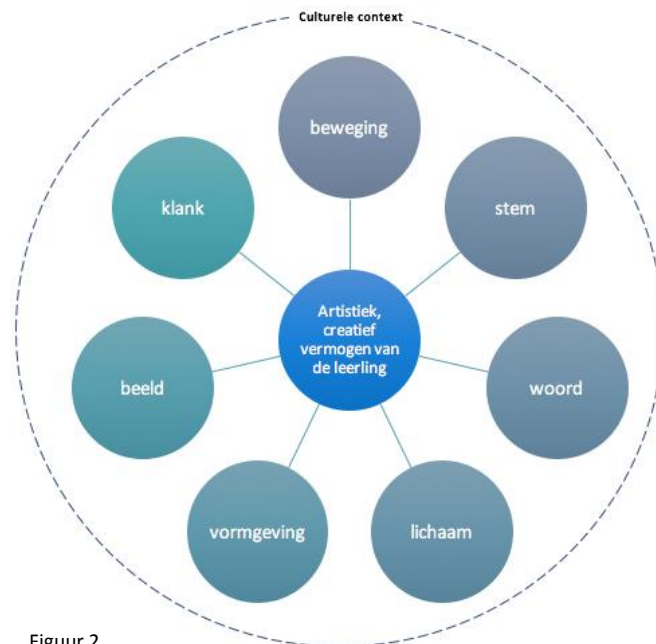 Culturele context
beweging
stem
woord
lichaam
vormgeving
beeld
klank
Artistiek,
creatief
vermogen van
de leerling
Figuur 2